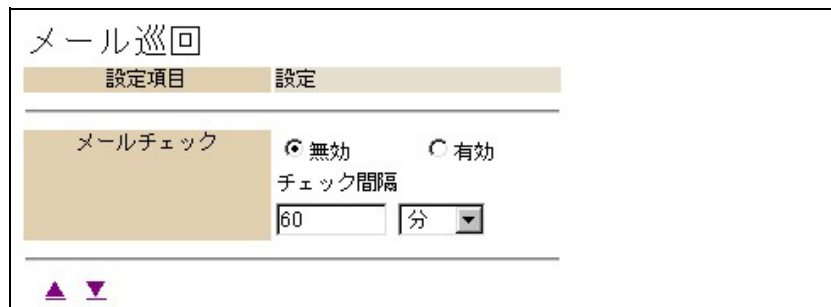 メール巡回
設定項目 設定
メールチェック 無効 有効
チェック間隔
60 分